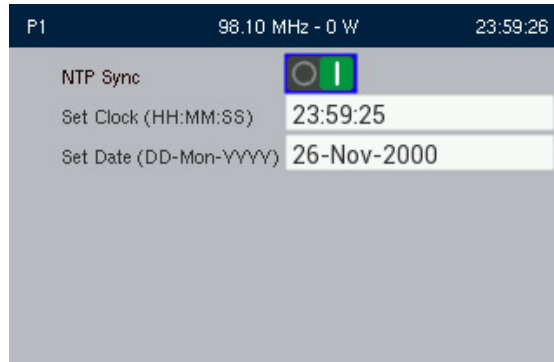 P1 98.10 MHz - 0 W 23:59:26
NTP Sync
Set Clock (HH:MM:SS) 23:59:25
Set Date (DD-Mon-YYYY) 26-Nov-2000